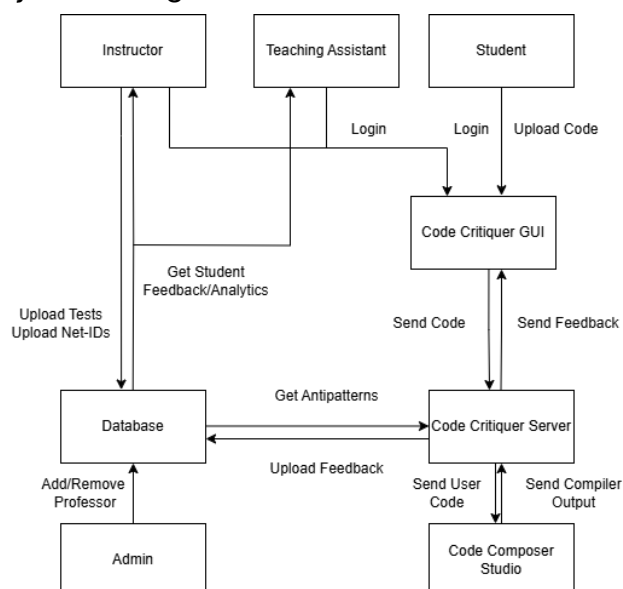 Instructor
Teaching Assistant
Student
Login
Login
Upload Code
Code Critiquer GUI
Get Student
Feedback/Analytics
Upload Tests
Upload Net-IDs
Send Code
Send Feedback
Database
Get Antipatterns
Code Critiquer Server
Upload Feedback
Add/Remove
Professor
Send User
Code
Send Compiler
Output
Admin
Code Composer
Studio